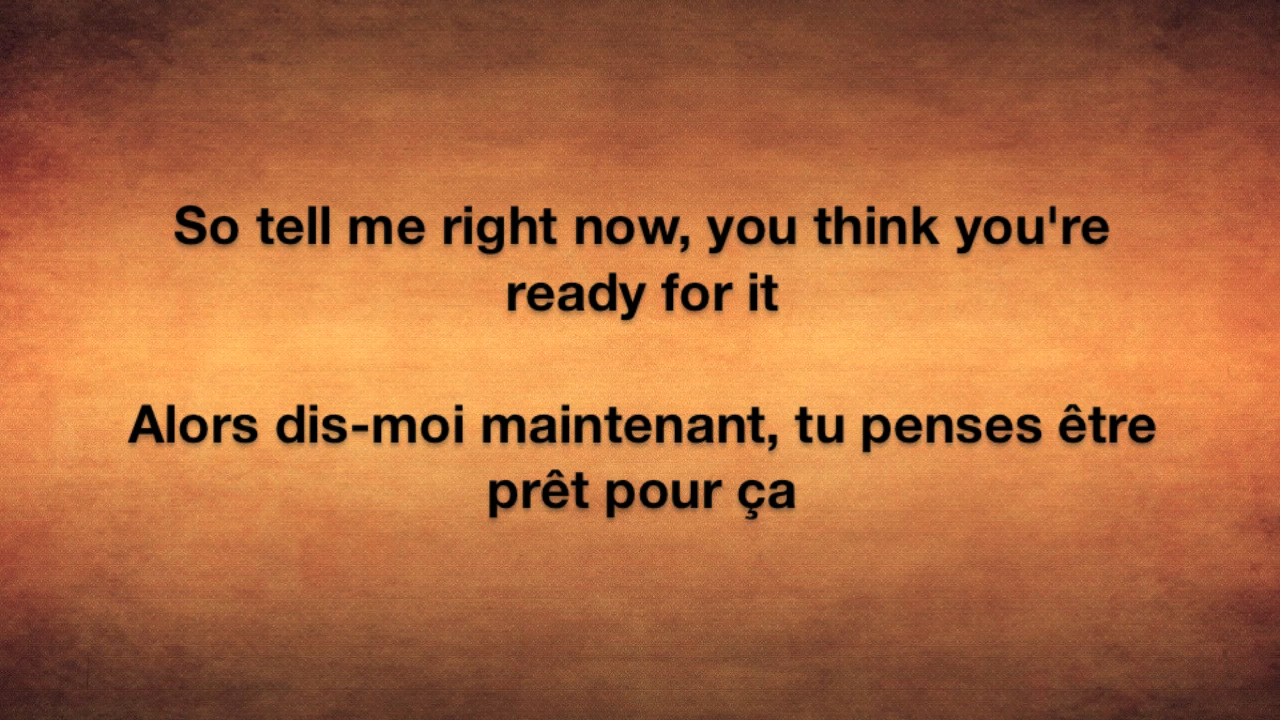 So tell me right now, you think you're
ready for it
Alors dis-moi maintenant, tu penses être
prêt pour ça